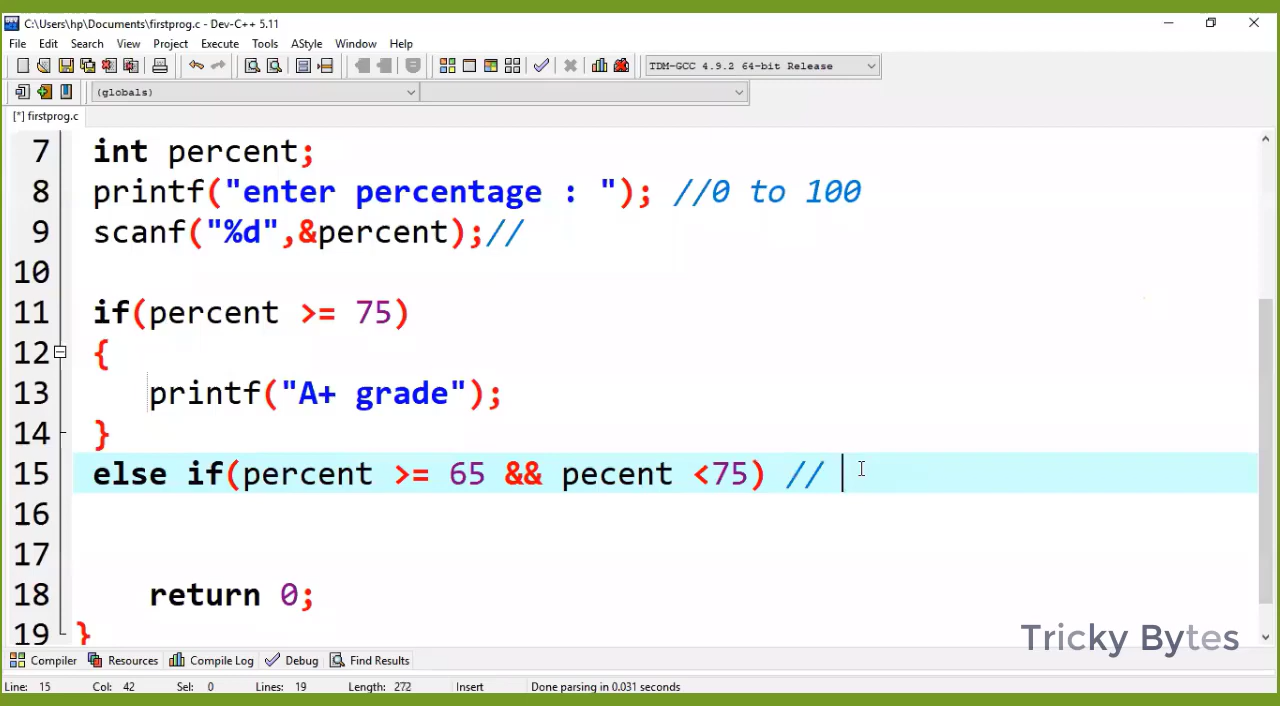 C:\Users\hp\Documents\firstprog.c - Dev-C++ 5.11
File Edit Search View Project Execute Tools AStyle Window Help
TDM-GCC 4.9.2 64-bit Release
(globals)
[*] firstprog.c
7 int percent;
8 printf("enter percentage : "); //0 to 100
9 scanf("%d",&percent);//
10
11 if(percent >= 75)
12 {
13 printf("A+ grade");
14 }
15 else if(percent >= 65 && pecent <75) //
16
17
18 return 0;
19 }
Tricky Bytes
Compiler Resources Compile Log Debug Find Results
Line: 15 Col: 42 Sel: 0 Lines: 19 Length: 272 Insert Done parsing in 0.031 seconds